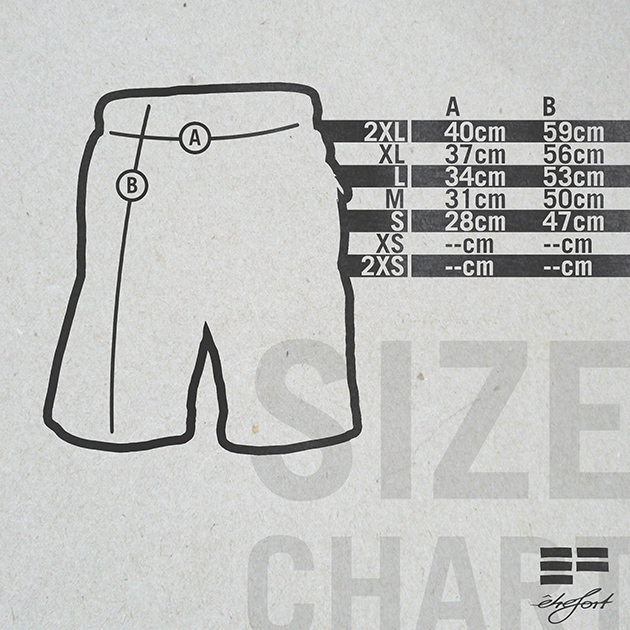 A B
2XL 40cm 59cm
XL 37cm 56cm
L 34cm 53cm
M 31cm 50cm
S 28cm 47cm
XS --cm --cm
2XS --cm --cm
A
B
SIZE
CHART
êtrefort